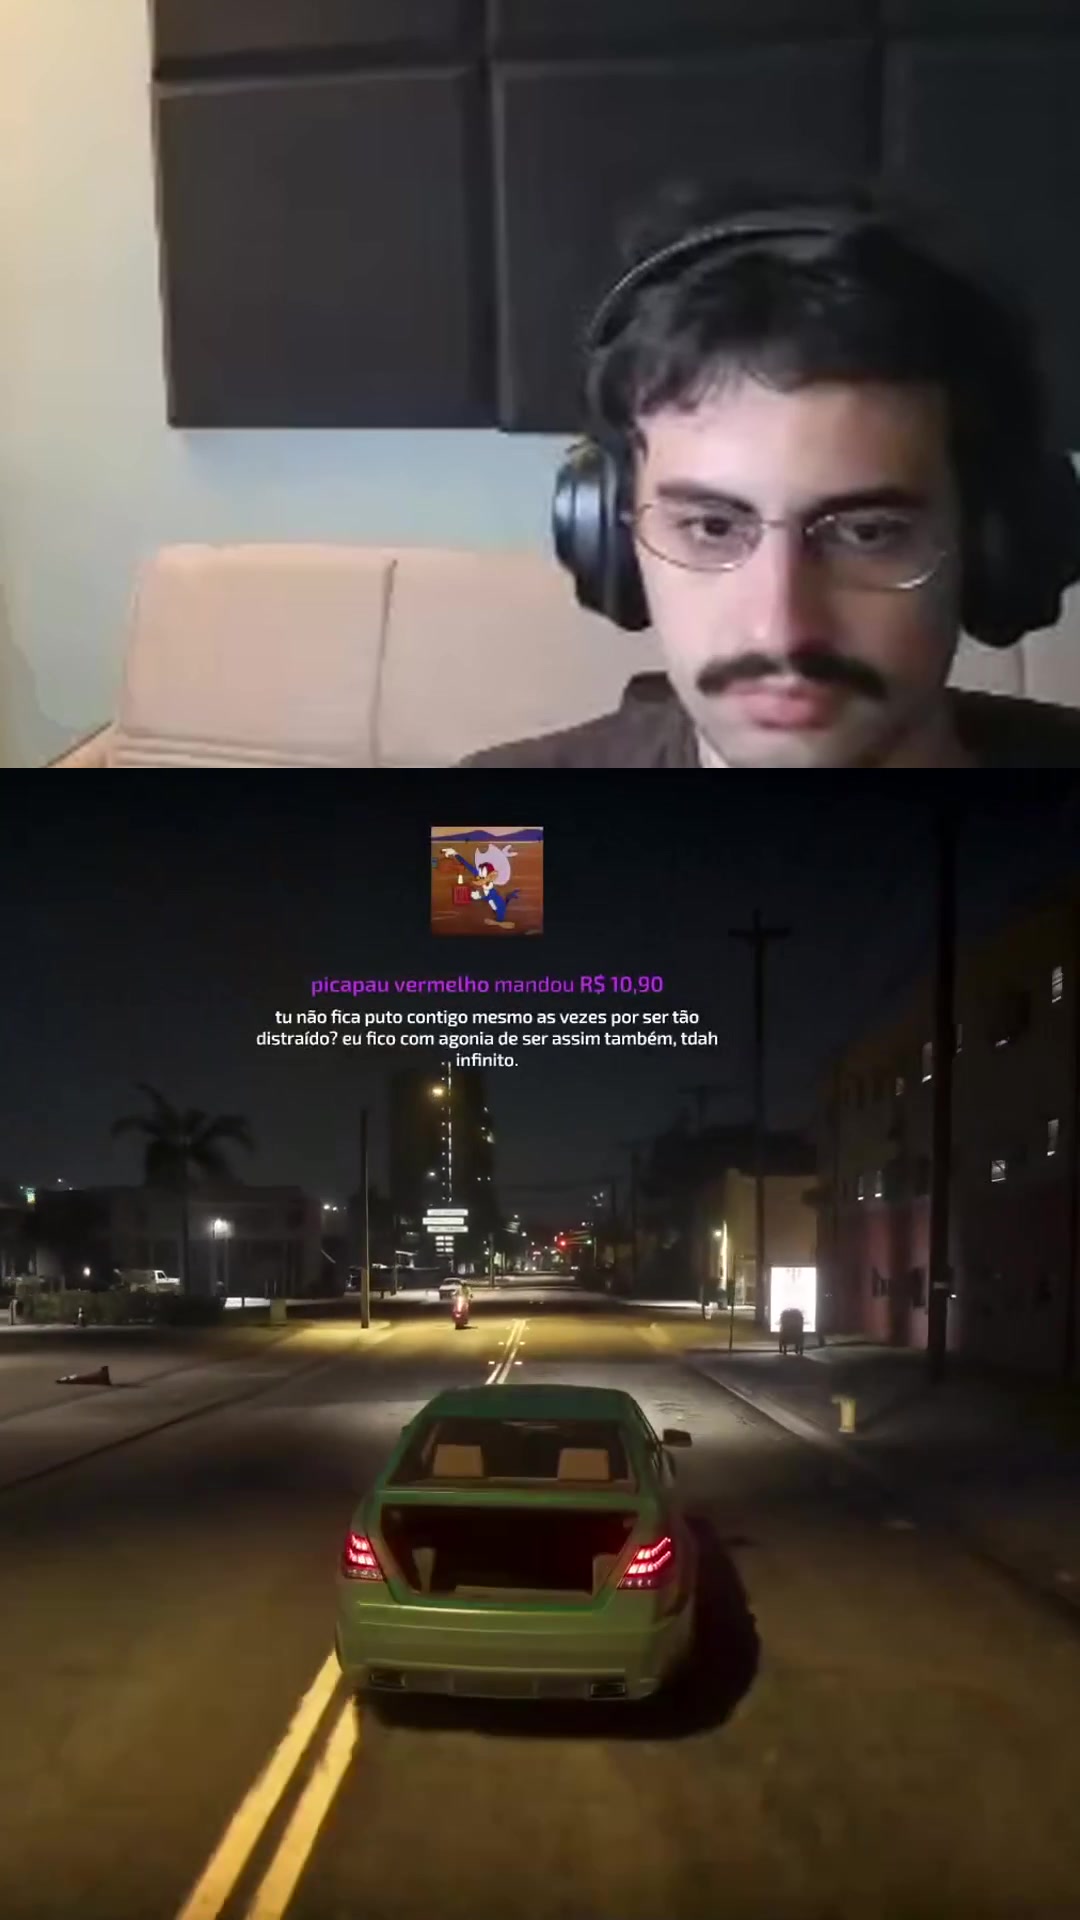 picapau vermelho mandou R$ 10,90
tu não fica puto contigo mesmo as vezes por ser tão
distraído? eu fico com agonia de ser assim também, tdah
infinito.